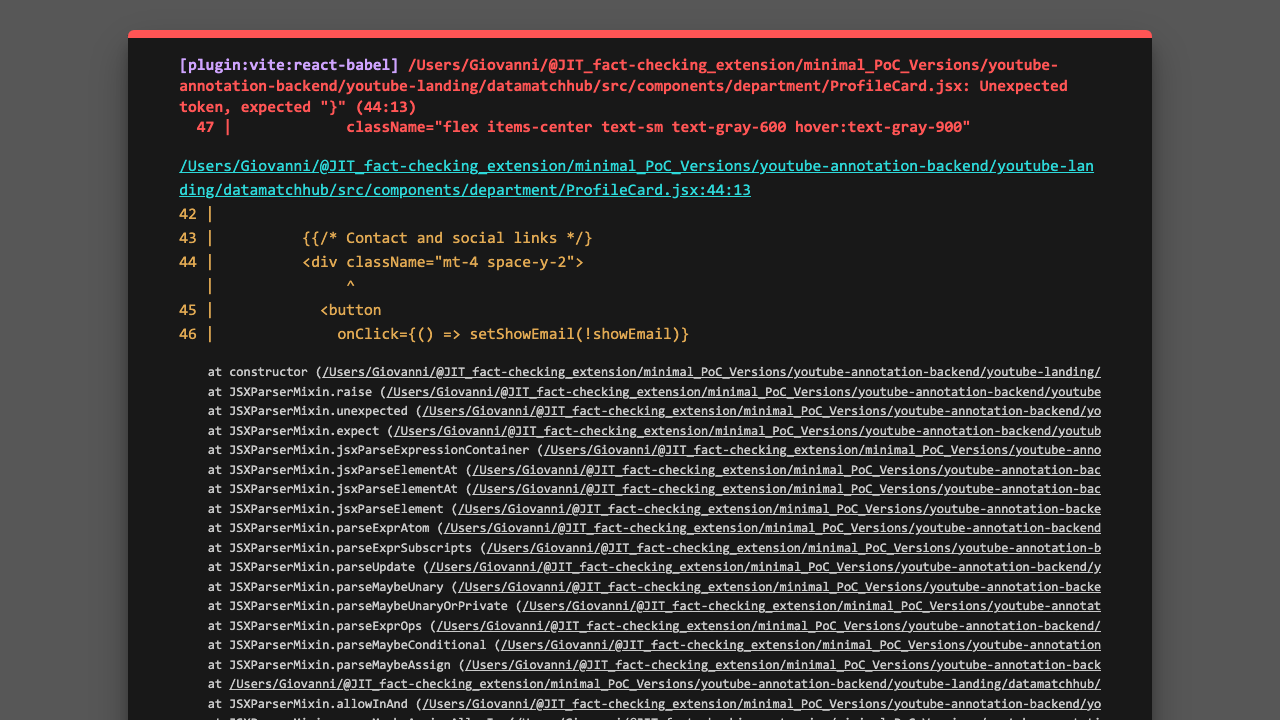 [plugin:vite:react-babel] /Users/Giovanni/@JIT_fact-checking_extension/minimal_PoC_Versions/youtube-
annotation-backend/youtube-landing/datamatchhub/src/components/department/ProfileCard.jsx: Unexpected
token, expected "}" (44:13)
47 |             className="flex items-center text-sm text-gray-600 hover:text-gray-900"
/Users/Giovanni/@JIT_fact-checking_extension/minimal_PoC_Versions/youtube-annotation-backend/youtube-lan
ding/datamatchhub/src/components/department/ProfileCard.jsx:44:13
42 |
43 |          {{/* Contact and social links */}
44 |          <div className="mt-4 space-y-2">
   |               ^
45 |            <button
46 |              onClick={() => setShowEmail(!showEmail)}
at constructor (/Users/Giovanni/@JIT_fact-checking_extension/minimal_PoC_Versions/youtube-annotation-backend/youtube-landing/
at JSXParserMixin.raise (/Users/Giovanni/@JIT_fact-checking_extension/minimal_PoC_Versions/youtube-annotation-backend/youtube
at JSXParserMixin.unexpected (/Users/Giovanni/@JIT_fact-checking_extension/minimal_PoC_Versions/youtube-annotation-backend/yo
at JSXParserMixin.expect (/Users/Giovanni/@JIT_fact-checking_extension/minimal_PoC_Versions/youtube-annotation-backend/youtub
at JSXParserMixin.jsxParseExpressionContainer (/Users/Giovanni/@JIT_fact-checking_extension/minimal_PoC_Versions/youtube-anno
at JSXParserMixin.jsxParseElementAt (/Users/Giovanni/@JIT_fact-checking_extension/minimal_PoC_Versions/youtube-annotation-bac
at JSXParserMixin.jsxParseElementAt (/Users/Giovanni/@JIT_fact-checking_extension/minimal_PoC_Versions/youtube-annotation-bac
at JSXParserMixin.jsxParseElement (/Users/Giovanni/@JIT_fact-checking_extension/minimal_PoC_Versions/youtube-annotation-backe
at JSXParserMixin.parseExprAtom (/Users/Giovanni/@JIT_fact-checking_extension/minimal_PoC_Versions/youtube-annotation-backend
at JSXParserMixin.parseExprSubscripts (/Users/Giovanni/@JIT_fact-checking_extension/minimal_PoC_Versions/youtube-annotation-b
at JSXParserMixin.parseUpdate (/Users/Giovanni/@JIT_fact-checking_extension/minimal_PoC_Versions/youtube-annotation-backend/y
at JSXParserMixin.parseMaybeUnary (/Users/Giovanni/@JIT_fact-checking_extension/minimal_PoC_Versions/youtube-annotation-backe
at JSXParserMixin.parseMaybeUnaryOrPrivate (/Users/Giovanni/@JIT_fact-checking_extension/minimal_PoC_Versions/youtube-annotat
at JSXParserMixin.parseExprOps (/Users/Giovanni/@JIT_fact-checking_extension/minimal_PoC_Versions/youtube-annotation-backend/
at JSXParserMixin.parseMaybeConditional (/Users/Giovanni/@JIT_fact-checking_extension/minimal_PoC_Versions/youtube-annotation
at JSXParserMixin.parseMaybeAssign (/Users/Giovanni/@JIT_fact-checking_extension/minimal_PoC_Versions/youtube-annotation-back
at /Users/Giovanni/@JIT_fact-checking_extension/minimal_PoC_Versions/youtube-annotation-backend/youtube-landing/datamatchhub/
at JSXParserMixin.allowInAnd (/Users/Giovanni/@JIT_fact-checking_extension/minimal_PoC_Versions/youtube-annotation-backend/yo